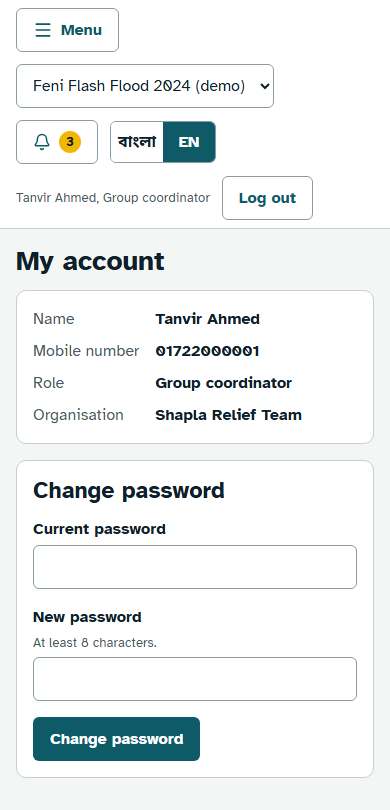 Menu
Feni Flash Flood 2024 (demo)
3 বাংলা EN
Tanvir Ahmed, Group coordinator Log out
My account
Name Tanvir Ahmed
Mobile number 01722000001
Role Group coordinator
Organisation Shapla Relief Team
Change password
Current password
New password
At least 8 characters.
Change password